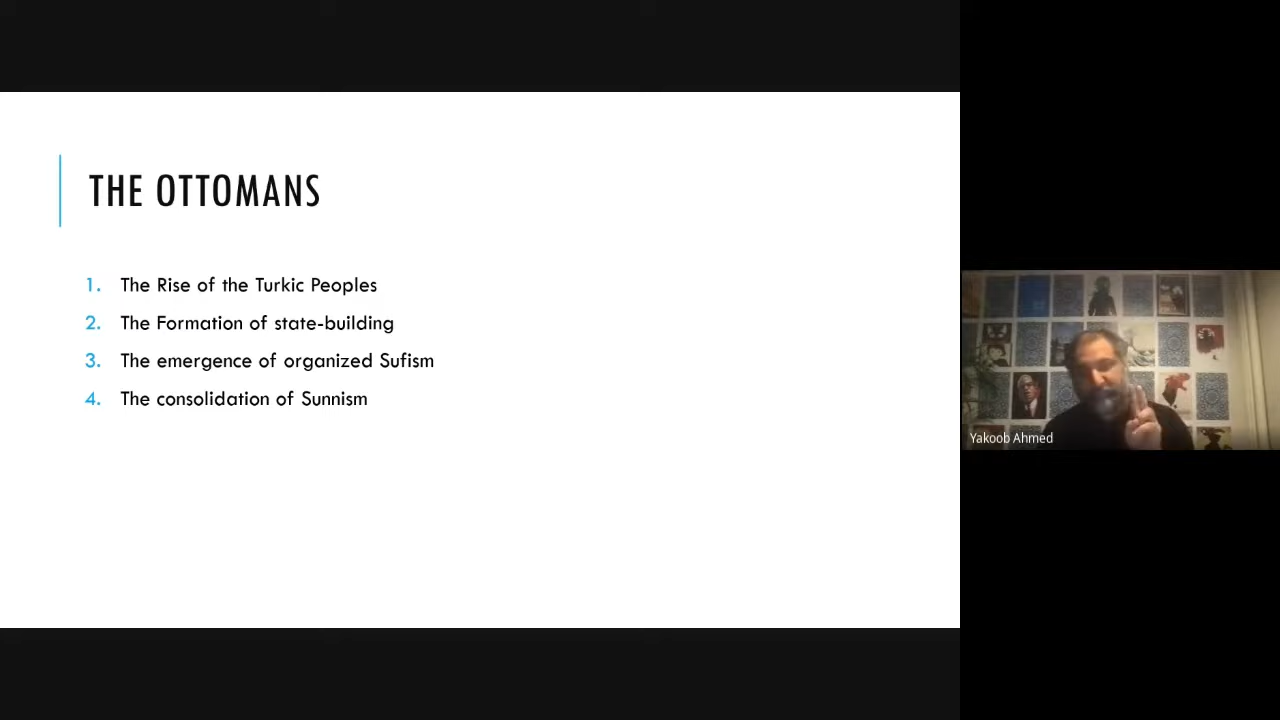 THE OTTOMANS
1. The Rise of the Turkic Peoples
2. The Formation of state-building
3. The emergence of organized Sufism
4. The consolidation of Sunnism
Yakoob Ahmed